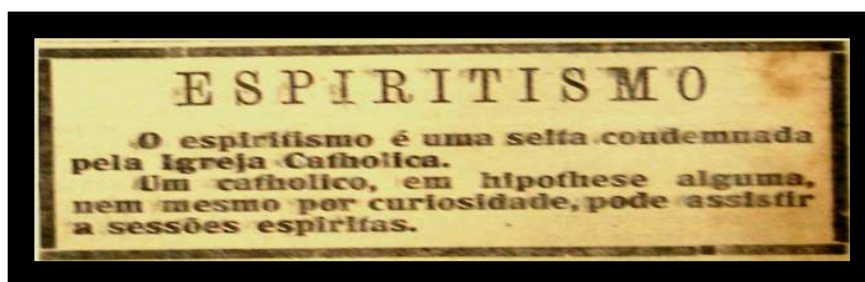 ESPIRITISMO
O espiritismo é uma seita condemnada
pela Igreja Catholica.
Um catholico, em hipothese alguma,
nem mesmo por curiosidade, pode assistir
a sessões espiritas.